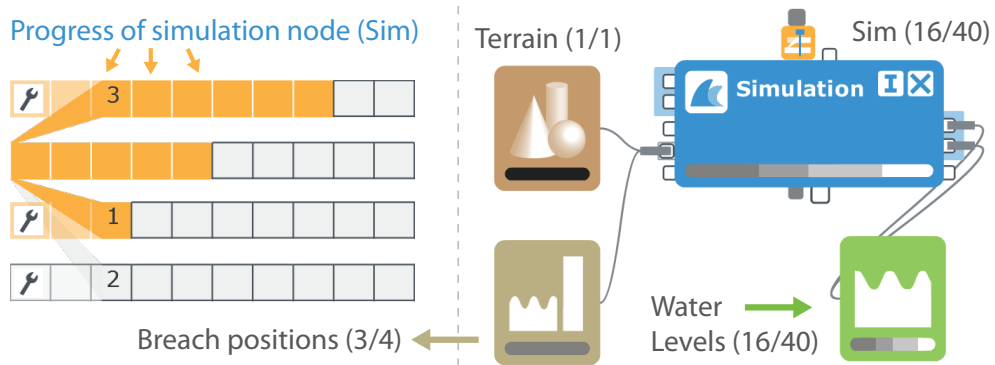 Progress of simulation node (Sim)
3
1
2
Breach positions (3/4)
Terrain (1/1)
Sim (16/40)
Simulation
I X
Water
Levels (16/40)